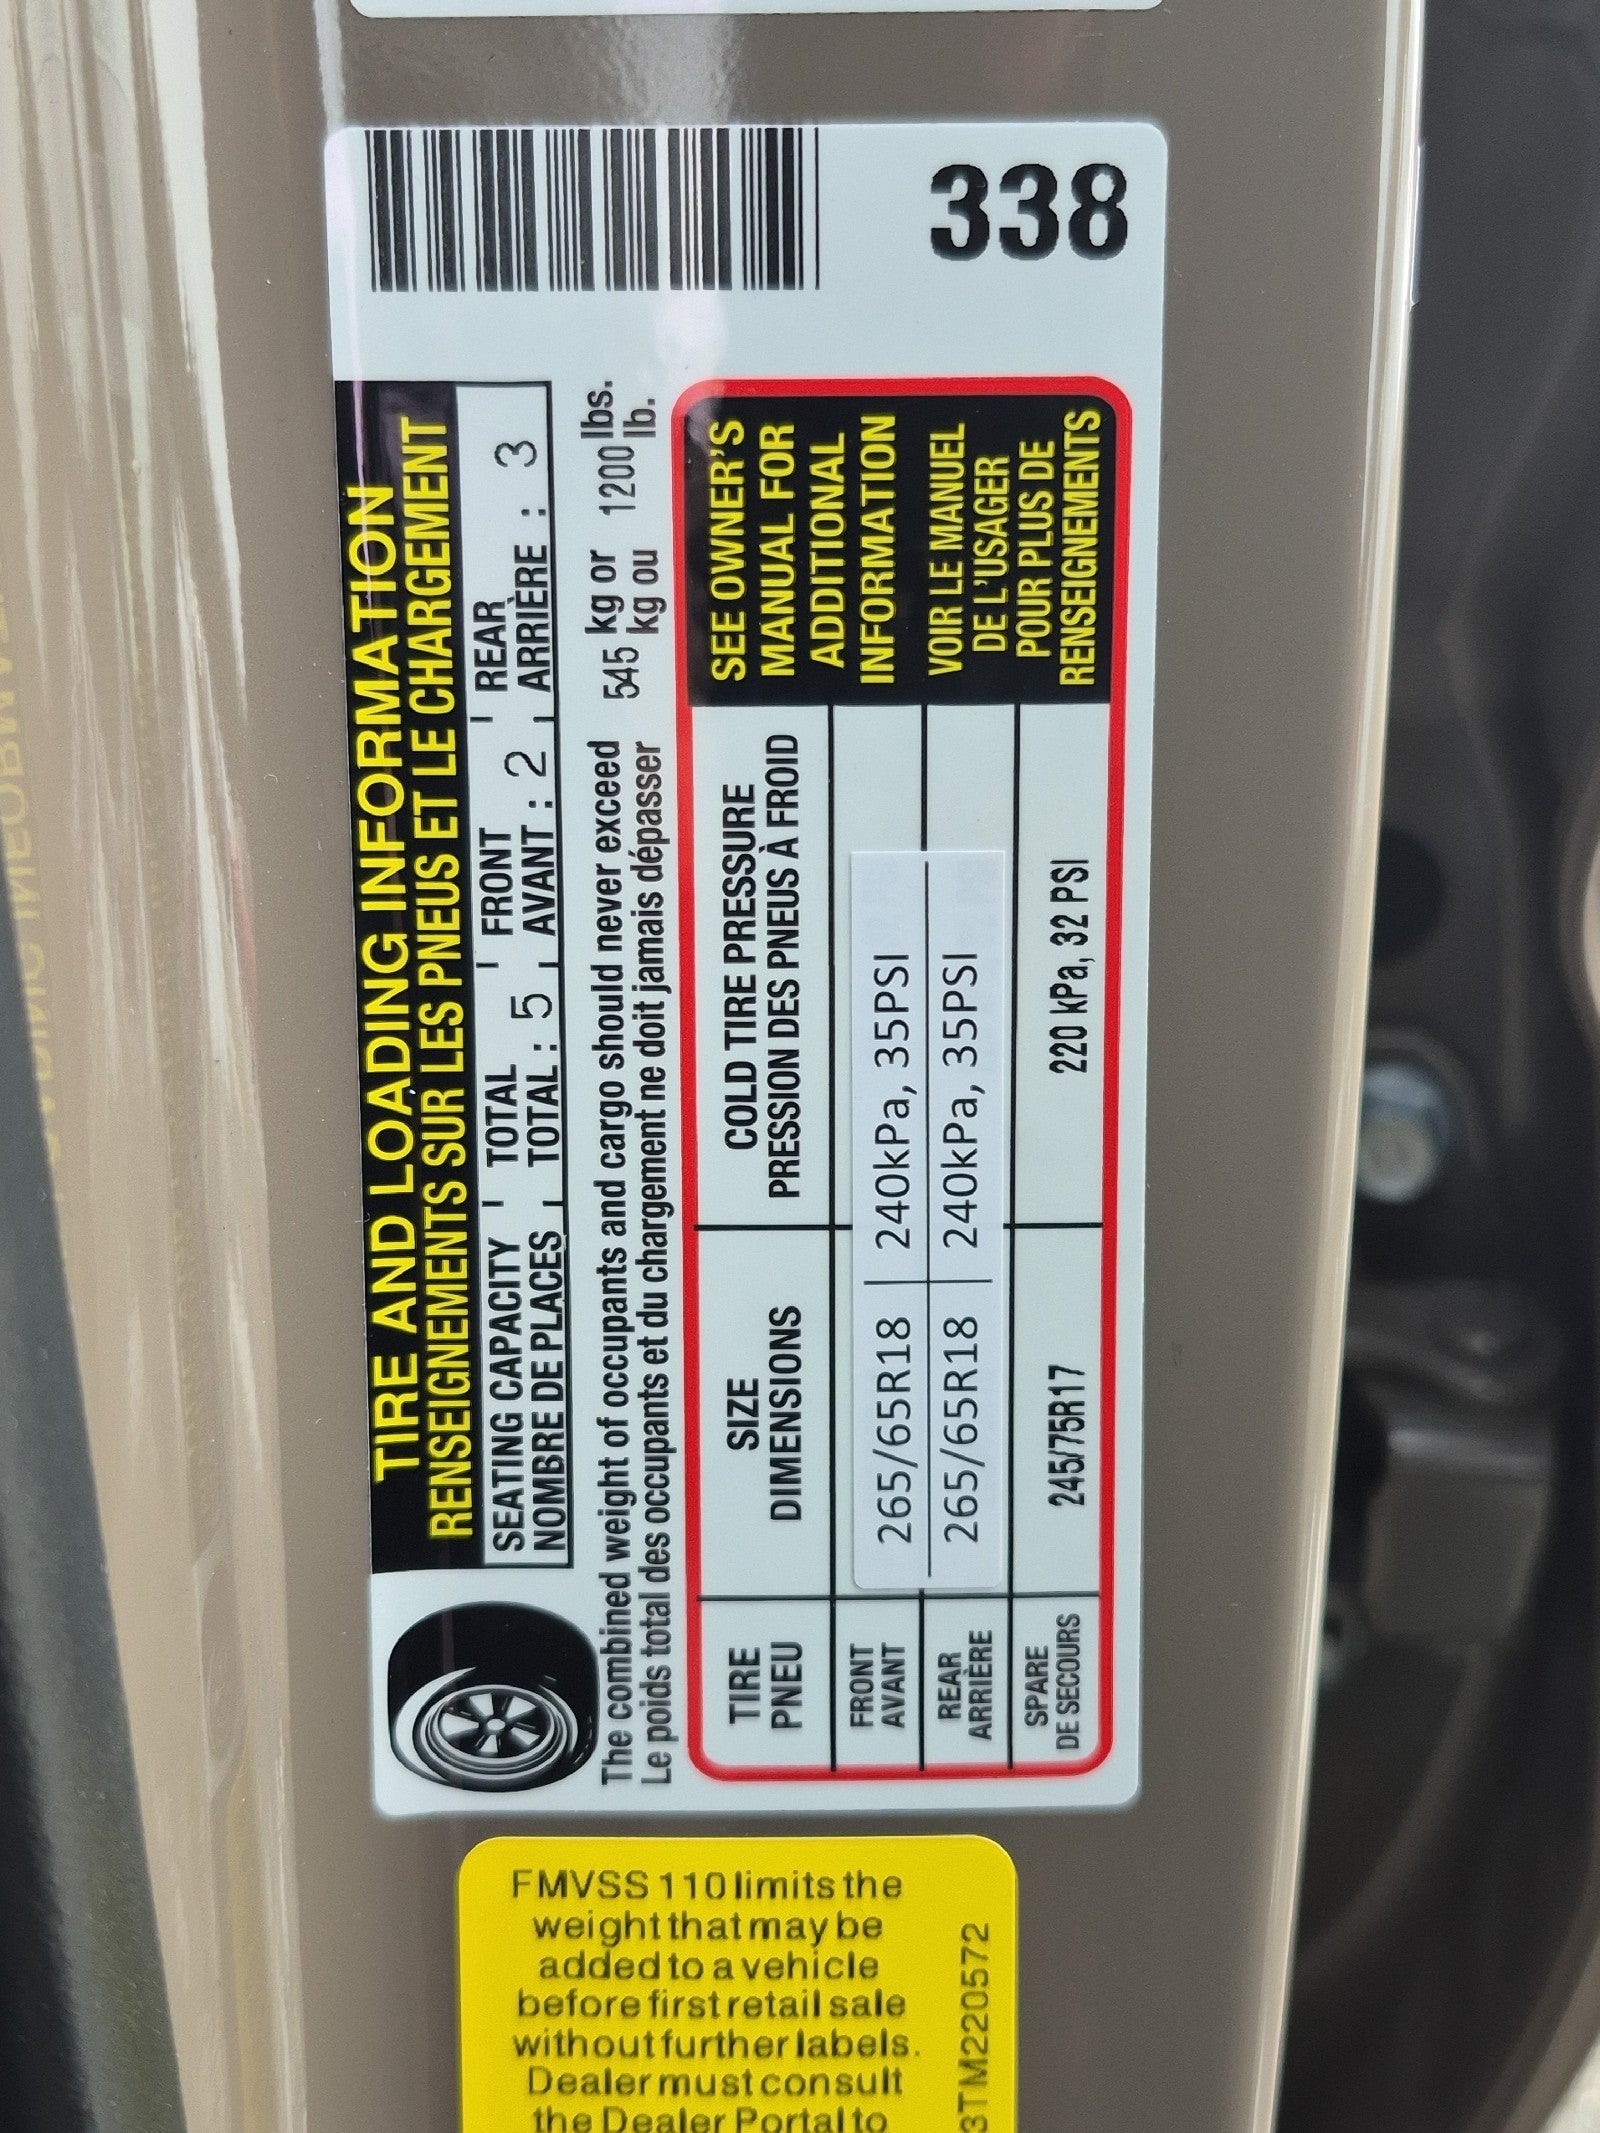 338
TIRE AND LOADING INFORMATION
RENSEIGNEMENTS SUR LES PNEUS ET LE CHARGEMENT
SEATING CAPACITY TOTAL FRONT REAR
NOMBRE DE PLACES TOTAL : 5 AVANT : 2 ARRIÈRE : 3
The combined weight of occupants and cargo should never exceed 545 kg or 1200 lbs.
Le poids total des occupants et du chargement ne doit jamais dépasser 545 kg ou 1200 lb.
TIRE SIZE COLD TIRE PRESSURE
PNEU DIMENSIONS PRESSION DES PNEUS À FROID
FRONT
AVANT
265/65R18 240kPa, 35PSI
REAR
ARRIÈRE
265/65R18 240kPa, 35PSI
SPARE
DE SECOURS
245/75R17 220 kPa, 32 PSI
SEE OWNER'S
MANUAL FOR
ADDITIONAL
INFORMATION
VOIR LE MANUEL
DE L'USAGER
POUR PLUS DE
RENSEIGNEMENTS
FMVSS 110 limits the
weight that may be
added to a vehicle
before first retail sale
without further labels.
Dealer must consult
the Dealer Portal to
3TM220572